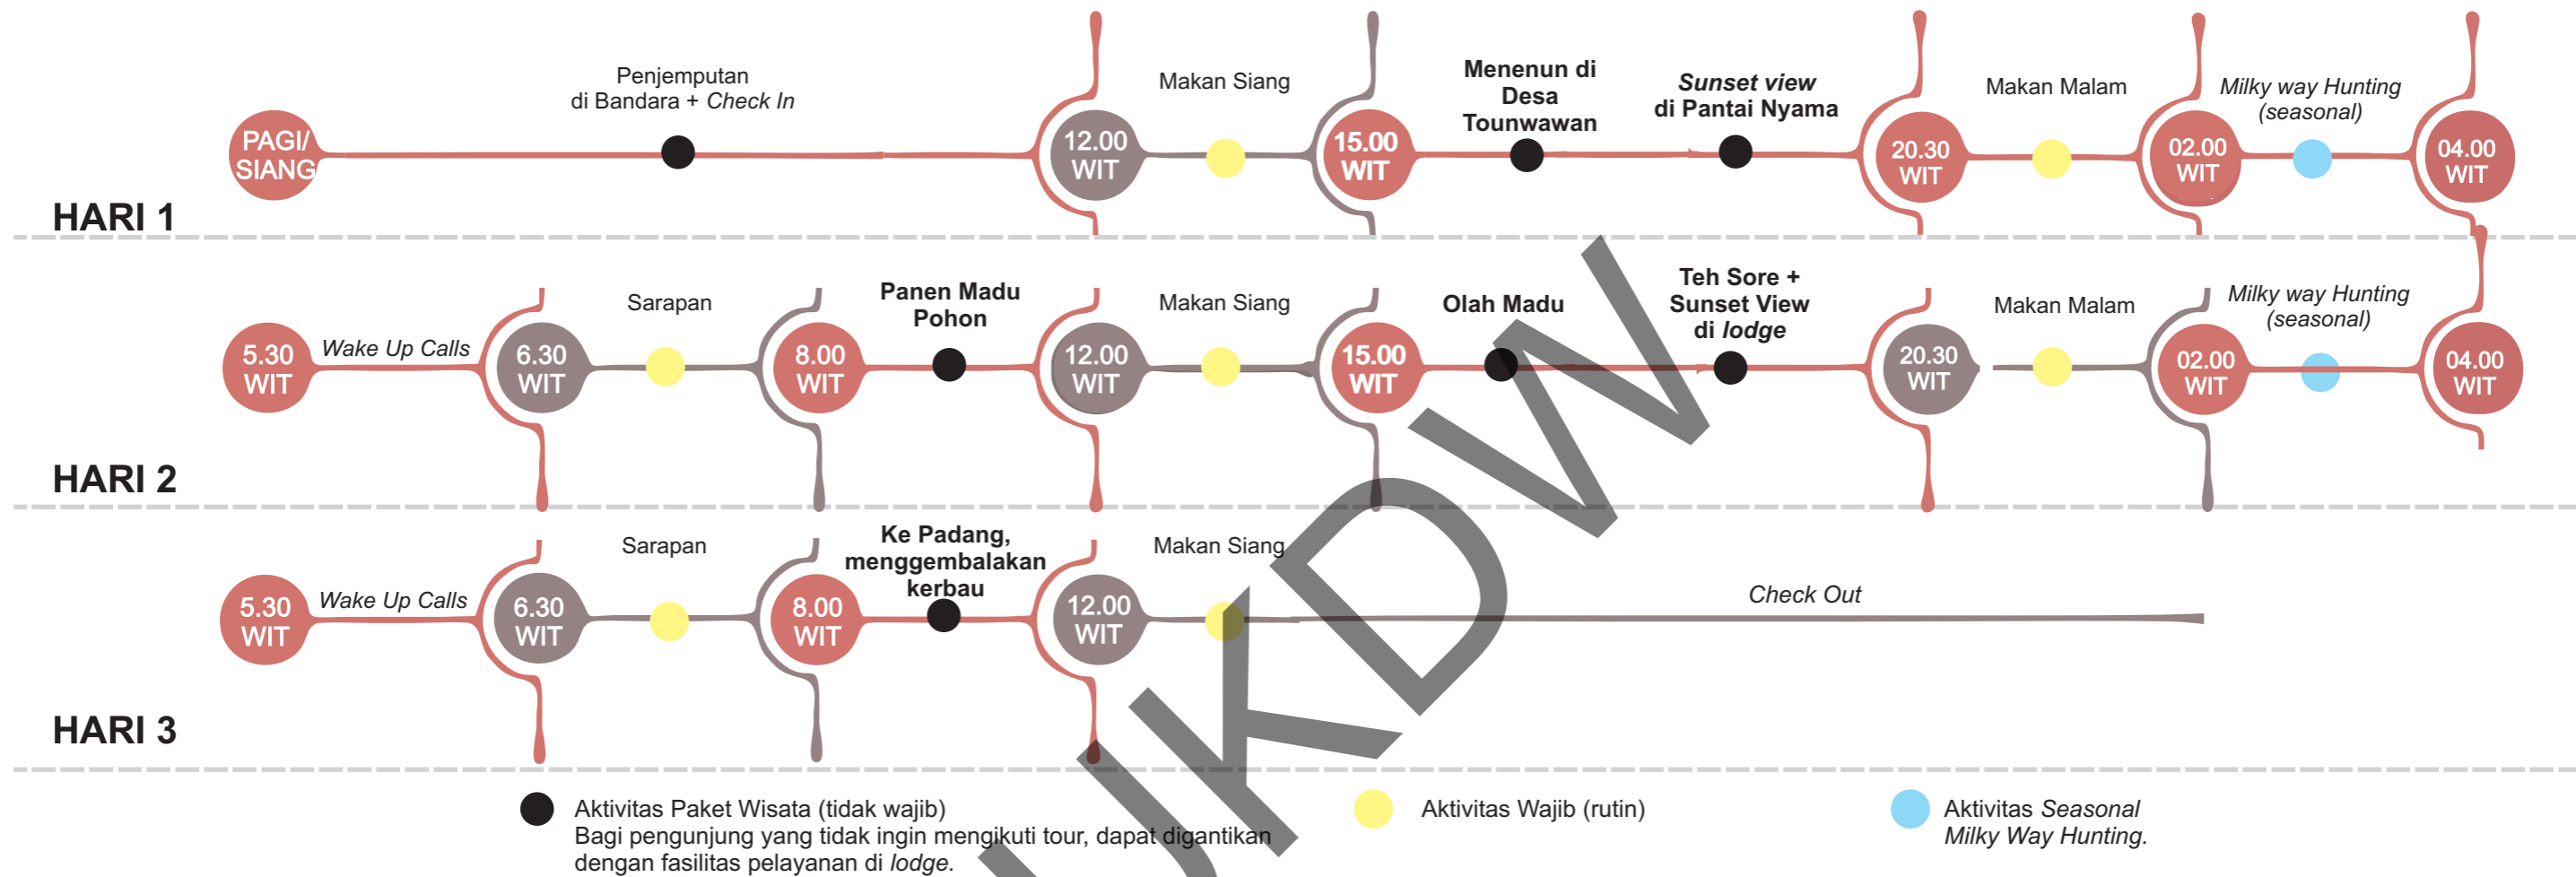 Penjemputan
di Bandara + Check In
Makan Siang
Menenun di
Desa
Tounwawan
Sunset view
di Pantai Nyama
Makan Malam
Milky way Hunting
(seasonal)
PAGI/
SIANG
12.00
WIT
15.00
WIT
20.30
WIT
02.00
WIT
04.00
WIT
HARI 1
Wake Up Calls
Sarapan
Panen Madu
Pohon
Makan Siang
Olah Madu
Teh Sore +
Sunset View
di lodge
Makan Malam
Milky way Hunting
(seasonal)
5.30
WIT
6.30
WIT
8.00
WIT
12.00
WIT
15.00
WIT
20.30
WIT
02.00
WIT
04.00
WIT
HARI 2
Wake Up Calls
Sarapan
Ke Padang,
menggembalakan
kerbau
Makan Siang
Check Out
5.30
WIT
6.30
WIT
8.00
WIT
12.00
WIT
HARI 3
Aktivitas Paket Wisata (tidak wajib)
Bagi pengunjung yang tidak ingin mengikuti tour, dapat digantikan
dengan fasilitas pelayanan di lodge.
Aktivitas Wajib (rutin)
Aktivitas Seasonal
Milky Way Hunting.
UKDW